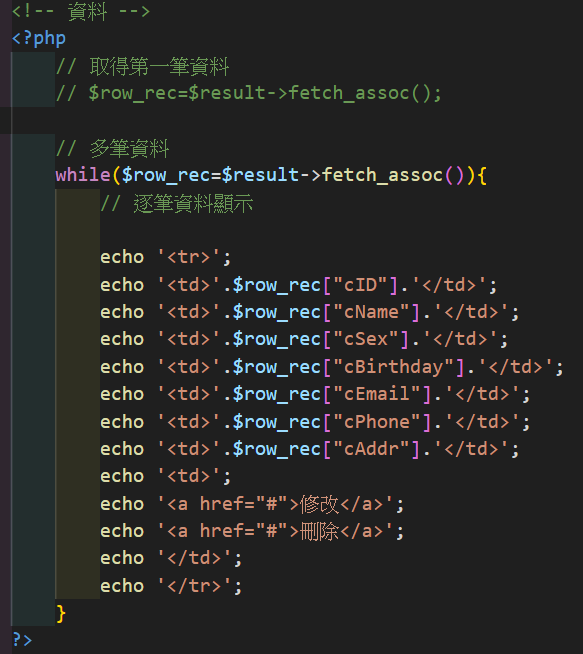 <!-- 資料 -->
<?php
// 取得第一筆資料
// $row_rec=$result->fetch_assoc();
// 多筆資料
while($row_rec=$result->fetch_assoc()){
// 逐筆資料顯示
echo '<tr>';
echo '<td>'.$row_rec["cID"].'</td>';
echo '<td>'.$row_rec["cName"].'</td>';
echo '<td>'.$row_rec["cSex"].'</td>';
echo '<td>'.$row_rec["cBirthday"].'</td>';
echo '<td>'.$row_rec["cEmail"].'</td>';
echo '<td>'.$row_rec["cPhone"].'</td>';
echo '<td>'.$row_rec["cAddr"].'</td>';
echo '<td>';
echo '<a href="#">修改</a>';
echo '<a href="#">刪除</a>';
echo '</td>';
echo '</tr>';
}
?>